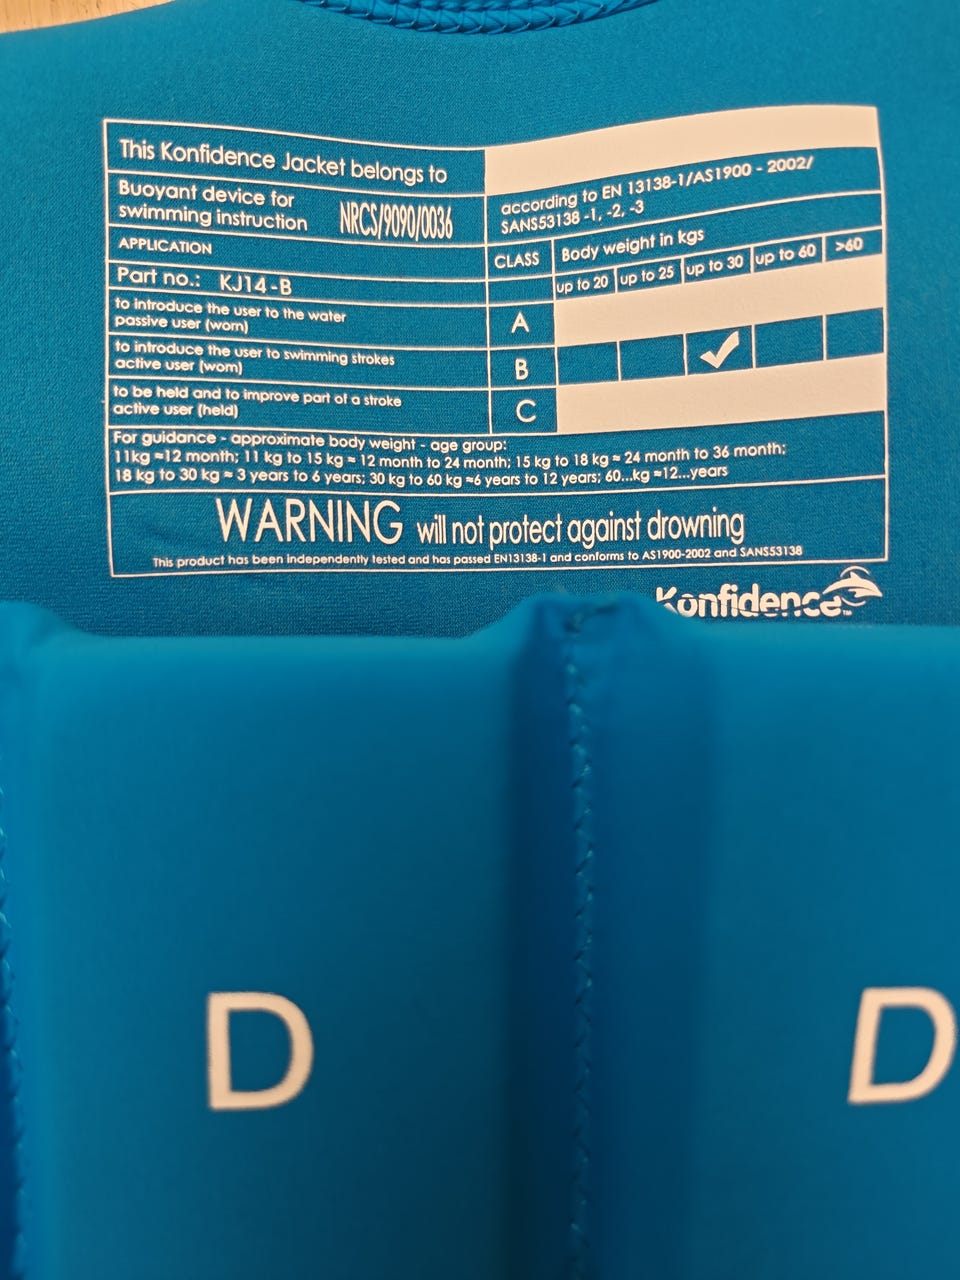 This Konfidence Jacket belongs to
Buoyant device for
swimming instruction
NRCS/9090/0036
according to EN 13138-1/AS1900 - 2002/
SANS53138 -1, -2, -3
APPLICATION
CLASS
Body weight in kgs
Part no.: KJ14-B
up to 20
up to 25
up to 30
up to 60
>60
to introduce the user to the water
passive user (worn)
A
to introduce the user to swimming strokes
active user (worn)
B
✓
to be held and to improve part of a stroke
active user (held)
C
For guidance - approximate body weight - age group:
11kg ≈12 month; 11 kg to 15 kg ≈ 12 month to 24 month; 15 kg to 18 kg ≈ 24 month to 36 month;
18 kg to 30 kg ≈ 3 years to 6 years; 30 kg to 60 kg ≈6 years to 12 years; 60...kg ≈12...years
WARNING will not protect against drowning
This product has been independently tested and has passed EN13138-1 and conforms to AS1900-2002 and SANS53138
Konfidence™
D
D